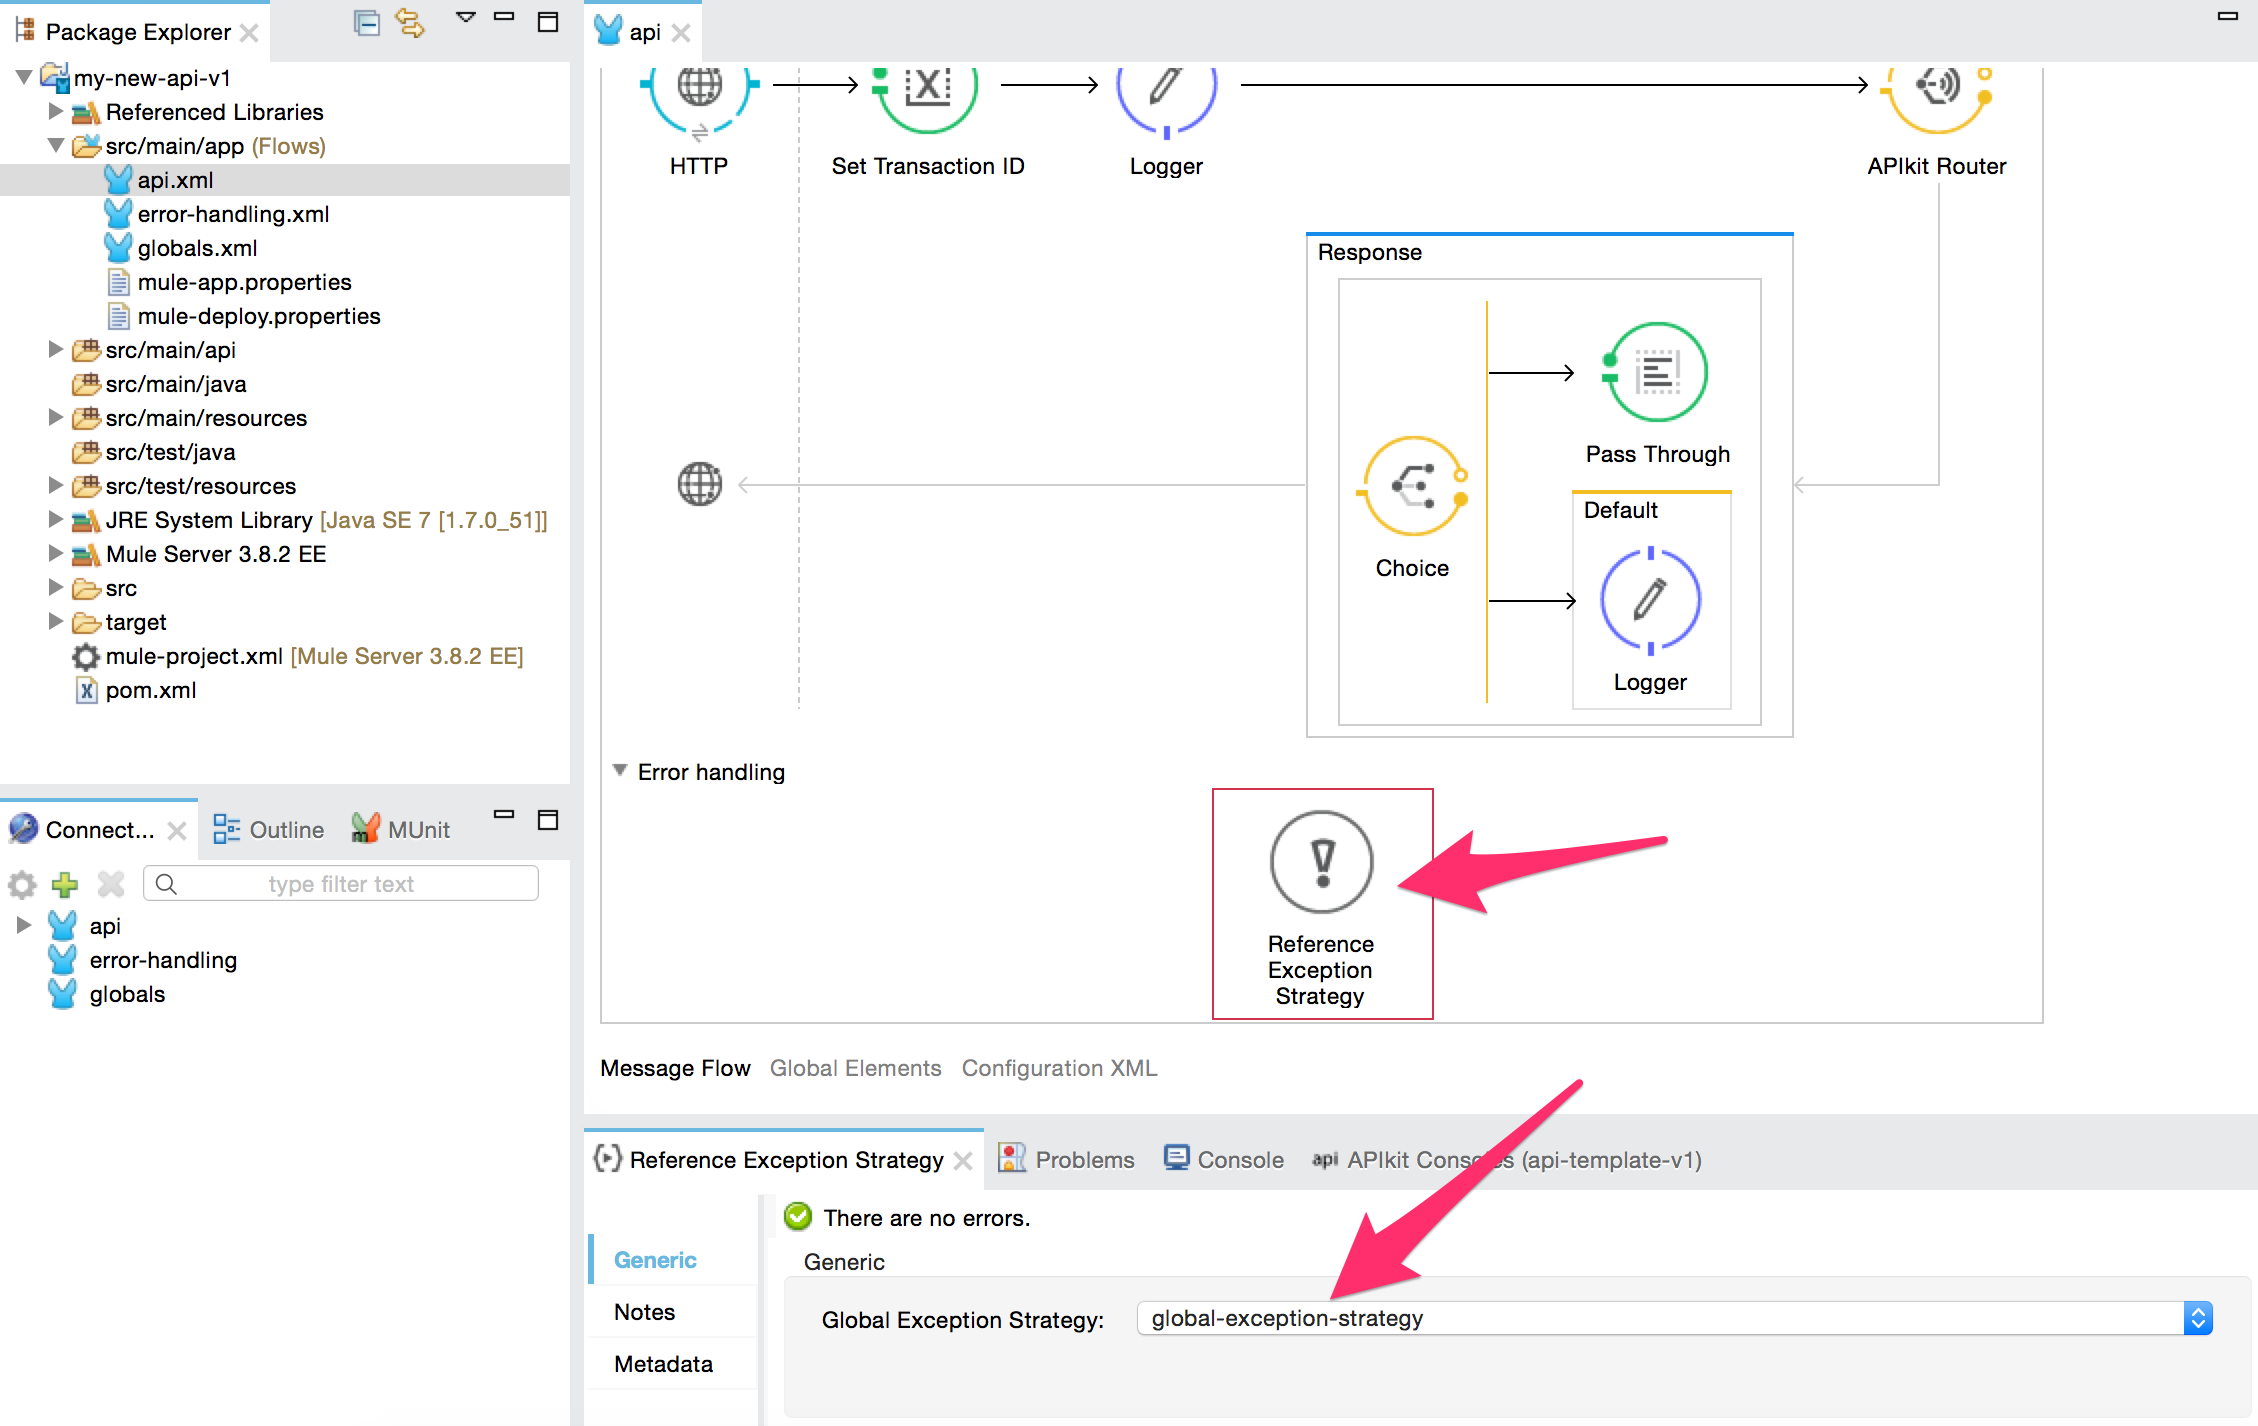 Package Explorer
my-new-api-v1
Referenced Libraries
src/main/app (Flows)
api.xml
error-handling.xml
globals.xml
mule-app.properties
mule-deploy.properties
src/main/api
src/main/java
src/main/resources
src/test/java
src/test/resources
JRE System Library [Java SE 7 [1.7.0_51]]
Mule Server 3.8.2 EE
src
target
mule-project.xml [Mule Server 3.8.2 EE]
pom.xml
Connect...
Outline
MUnit
type filter text
api
error-handling
globals
api
HTTP
Set Transaction ID
Logger
APIkit Router
Response
Pass Through
Choice
Default
Logger
Error handling
Reference
Exception
Strategy
Message Flow
Global Elements
Configuration XML
Reference Exception Strategy
Problems
Console
api APIkit Consoles (api-template-v1)
There are no errors.
Generic
Notes
Metadata
Generic
Global Exception Strategy:
global-exception-strategy